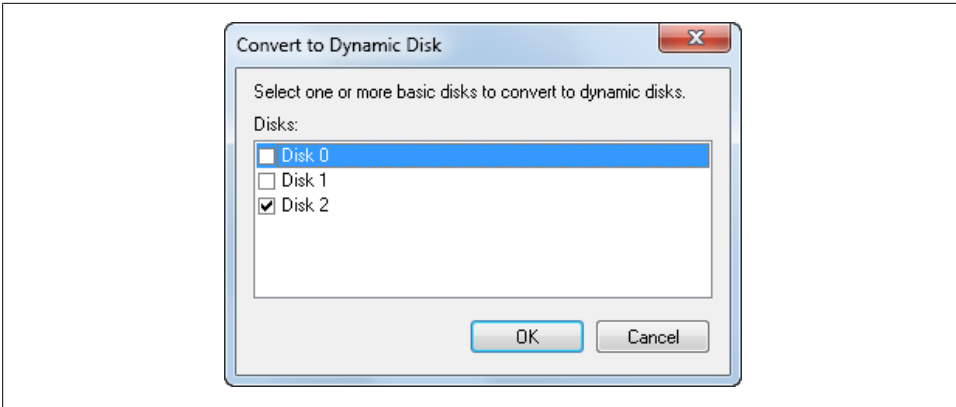 Convert to Dynamic Disk
Select one or more basic disks to convert to dynamic disks.
Disks:
Disk 0
Disk 1
Disk 2
OK
Cancel